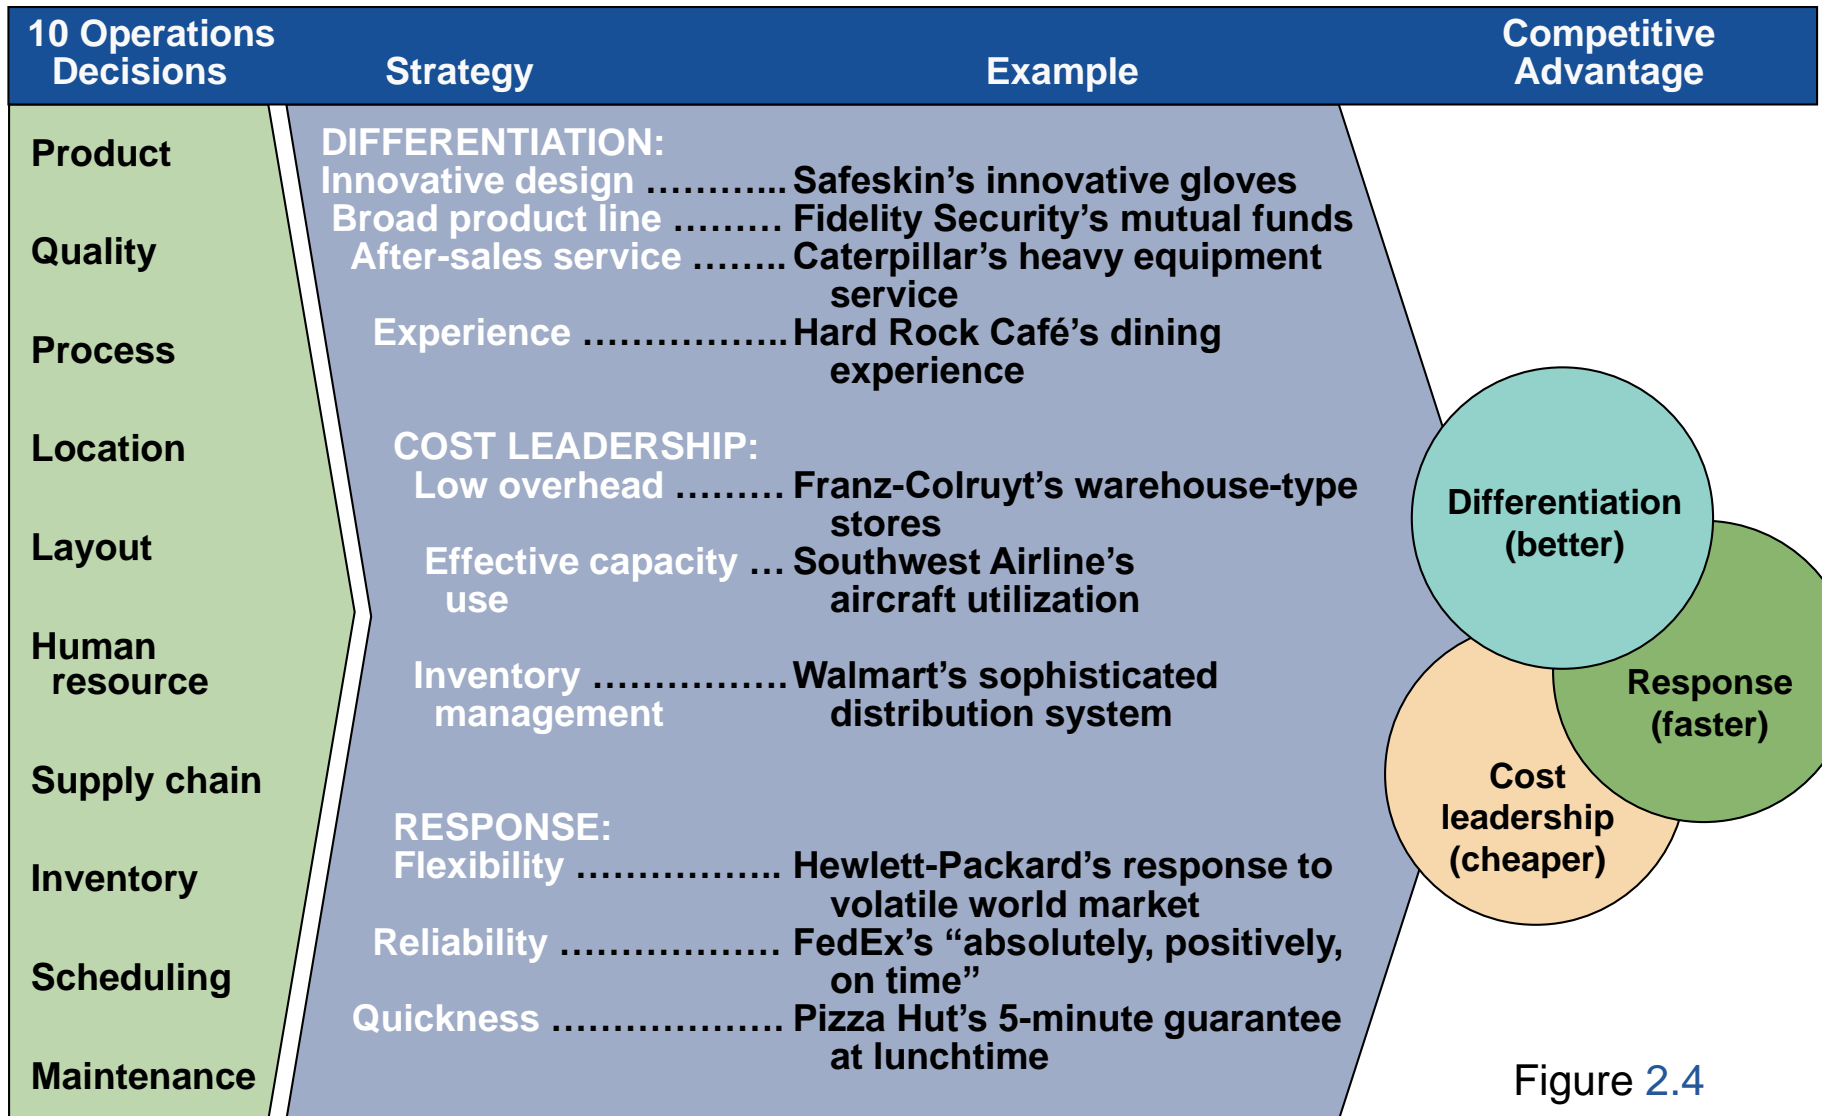 10 Operations
Decisions
Strategy
Example
Competitive
Advantage
Product
Quality
Process
Location
Layout
Human
resource
Supply chain
Inventory
Scheduling
Maintenance
DIFFERENTIATION:
Innovative design ………... Safeskin’s innovative gloves
Broad product line ……… Fidelity Security’s mutual funds
After-sales service …….. Caterpillar’s heavy equipment
service
Experience …………….. Hard Rock Café’s dining
experience
COST LEADERSHIP:
Low overhead ……… Franz-Colruyt’s warehouse-type
stores
Effective capacity … Southwest Airline’s
use aircraft utilization
Inventory ……………. Walmart’s sophisticated
management distribution system
RESPONSE:
Flexibility …………….. Hewlett-Packard’s response to
volatile world market
Reliability ………………. FedEx’s “absolutely, positively,
on time”
Quickness ………………. Pizza Hut’s 5-minute guarantee
at lunchtime
Differentiation
(better)
Response
(faster)
Cost
leadership
(cheaper)
Figure 2.4